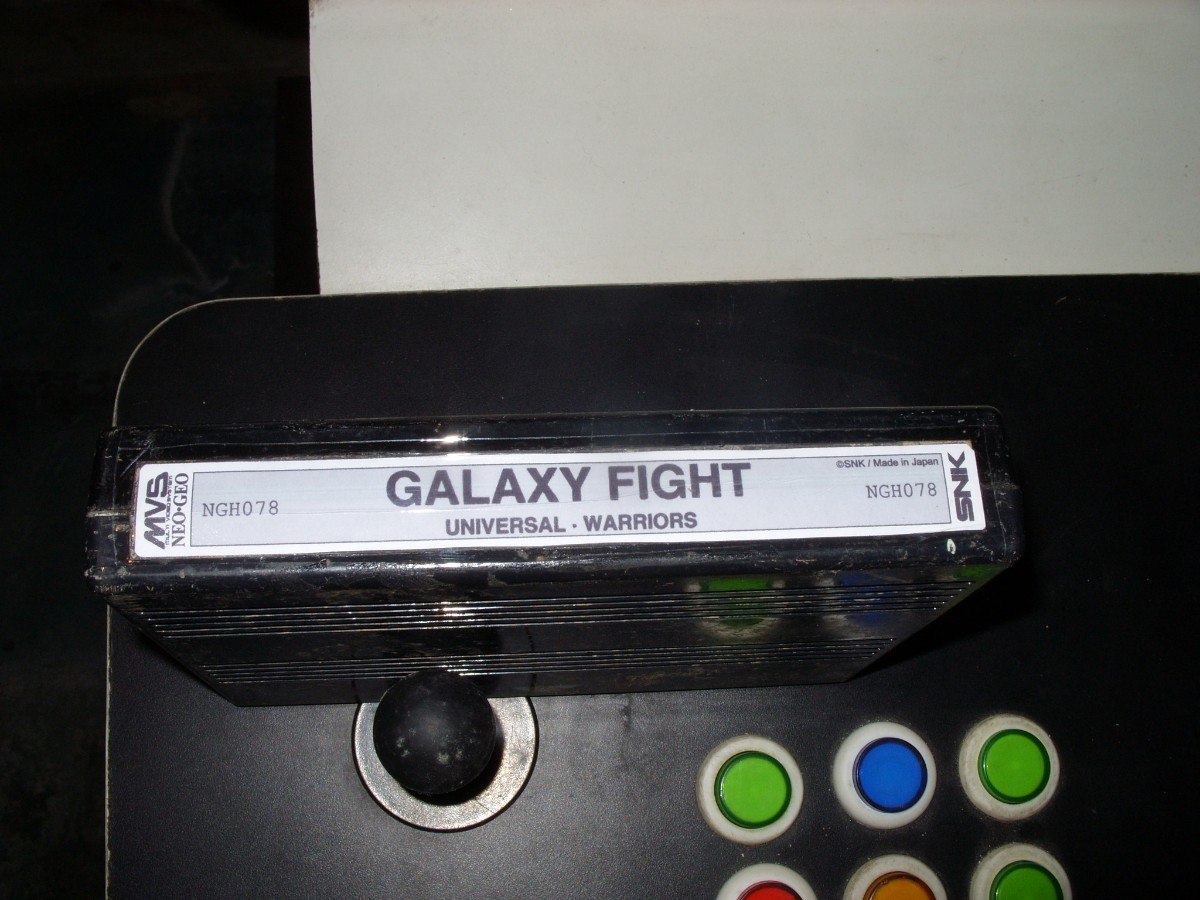 MVS
NEO•GEO
NGH078
GALAXY FIGHT
UNIVERSAL · WARRIORS
©SNK / Made in Japan
NGH078
SNK